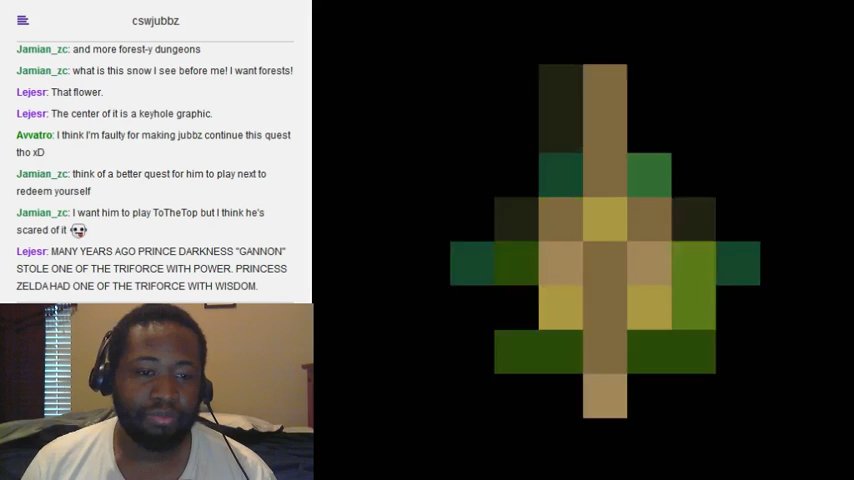 cswjubbz
Jamian_zc: and more forest-y dungeons
Jamian_zc: what is this snow I see before me! I want forests!
Lejesr: That flower.
Lejesr: The center of it is a keyhole graphic.
Avvatro: I think I'm faulty for making jubbz continue this quest
tho xD
Jamian_zc: think of a better quest for him to play next to
redeem yourself
Jamian_zc: I want him to play ToTheTop but I think he's
scared of it
Lejesr: MANY YEARS AGO PRINCE DARKNESS "GANNON"
STOLE ONE OF THE TRIFORCE WITH POWER. PRINCESS
ZELDA HAD ONE OF THE TRIFORCE WITH WISDOM.